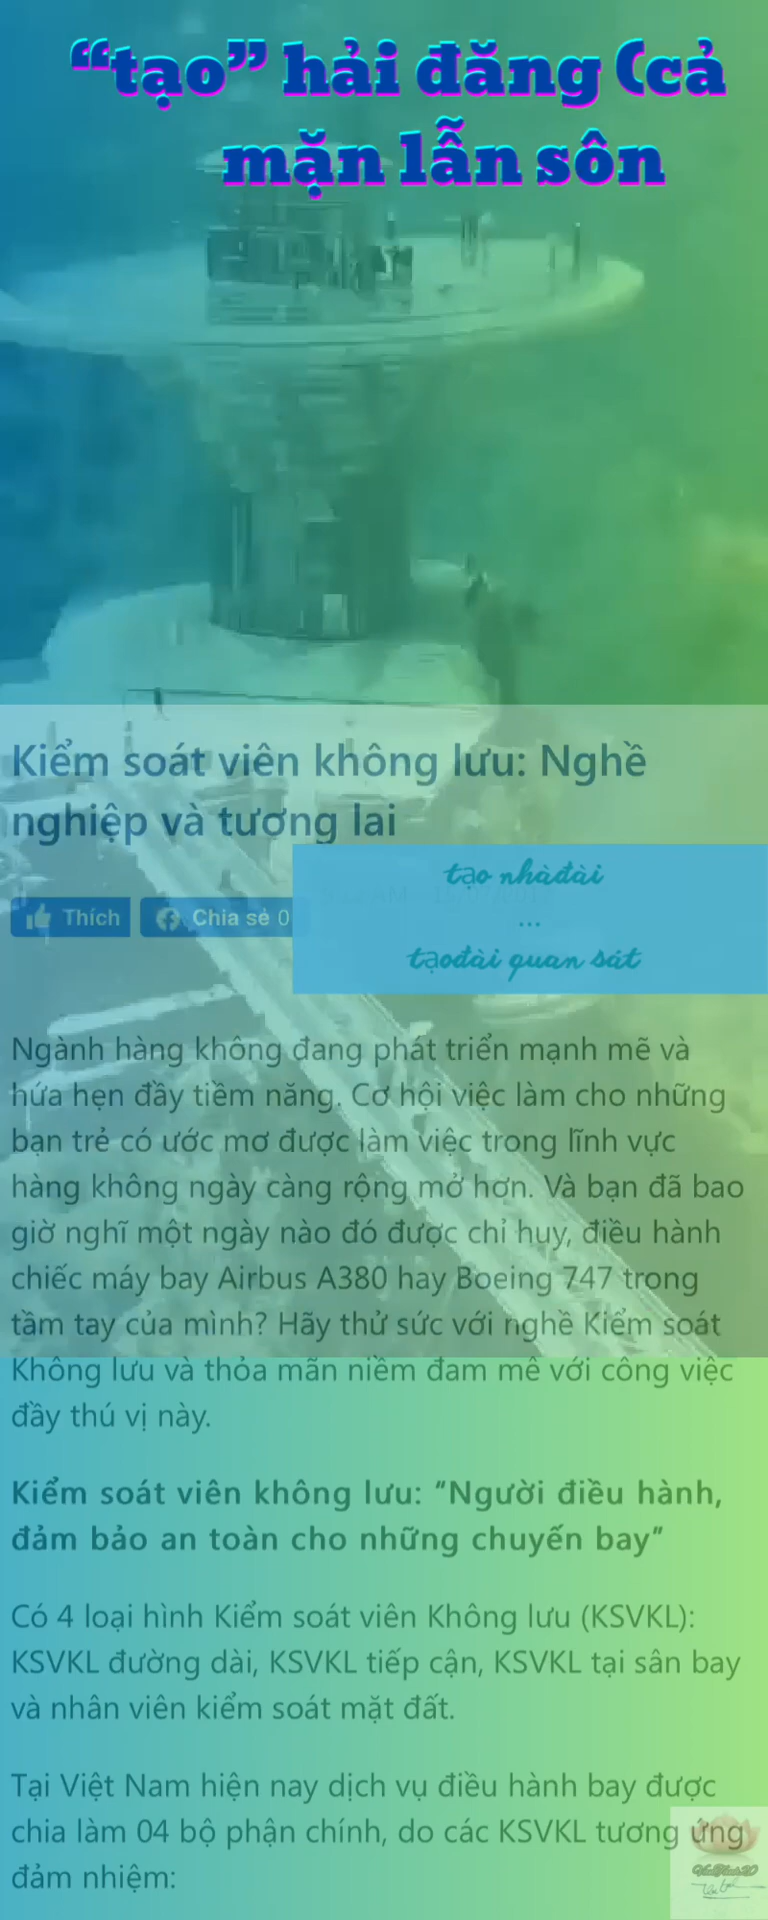 “tạo” hải đăng (cả
mặn lẫn sôn
Kiểm soát viên không lưu: Nghề
nghiệp và tương lai
tạo nhàđài
...
tạođài quan sát
Thích
Chia sẻ 0
Ngành hàng không đang phát triển mạnh mẽ và
hứa hẹn đầy tiềm năng. Cơ hội việc làm cho những
bạn trẻ có ước mơ được làm việc trong lĩnh vực
hàng không ngày càng rộng mở hơn. Và bạn đã bao
giờ nghĩ một ngày nào đó được chỉ huy, điều hành
chiếc máy bay Airbus A380 hay Boeing 747 trong
tầm tay của mình? Hãy thử sức với nghề Kiểm soát
Không lưu và thỏa mãn niềm đam mê với công việc
đầy thú vị này.
Kiểm soát viên không lưu: “Người điều hành,
đảm bảo an toàn cho những chuyến bay”
Có 4 loại hình Kiểm soát viên Không lưu (KSVKL):
KSVKL đường dài, KSVKL tiếp cận, KSVKL tại sân bay
và nhân viên kiểm soát mặt đất.
Tại Việt Nam hiện nay dịch vụ điều hành bay được
chia làm 04 bộ phận chính, do các KSVKL tương ứng
đảm nhiệm: